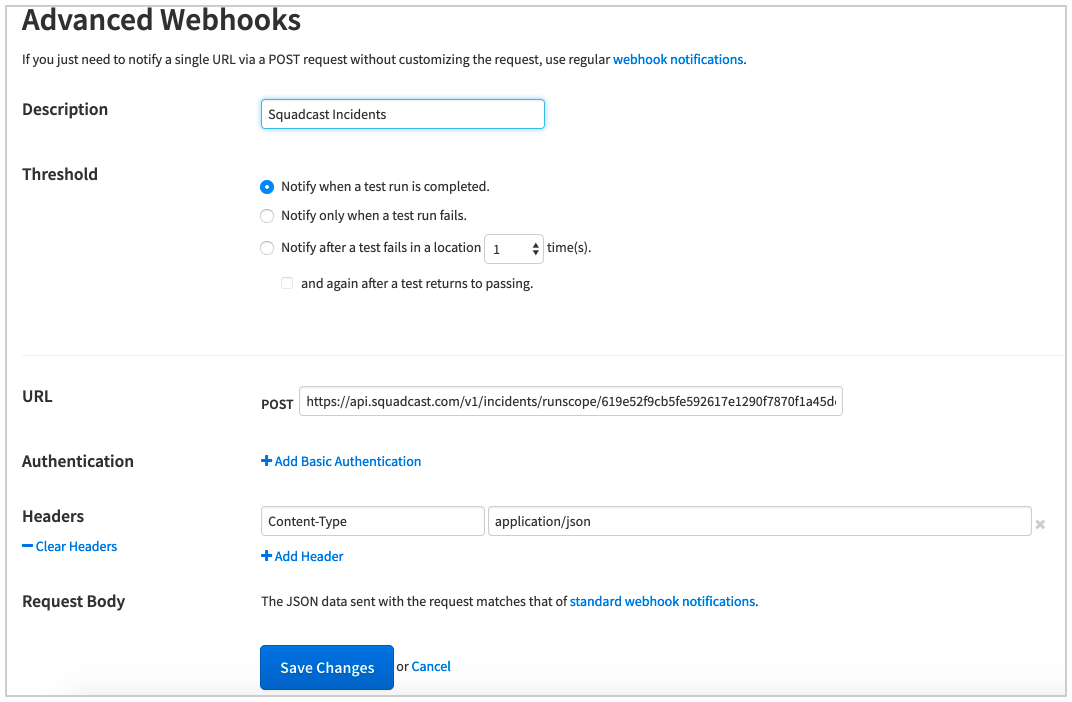 Advanced Webhooks
If you just need to notify a single URL via a POST request without customizing the request, use regular webhook notifications.
Description
Squadcast Incidents
Threshold
Notify when a test run is completed.
Notify only when a test run fails.
Notify after a test fails in a location 1 time(s).
and again after a test returns to passing.
URL
POST https://api.squadcast.com/v1/incidents/runscope/619e52f9cb5fe592617e1290f7870f1a45d
Authentication
+ Add Basic Authentication
Headers
Content-Type application/json
Clear Headers
+ Add Header
Request Body
The JSON data sent with the request matches that of standard webhook notifications.
Save Changes or Cancel